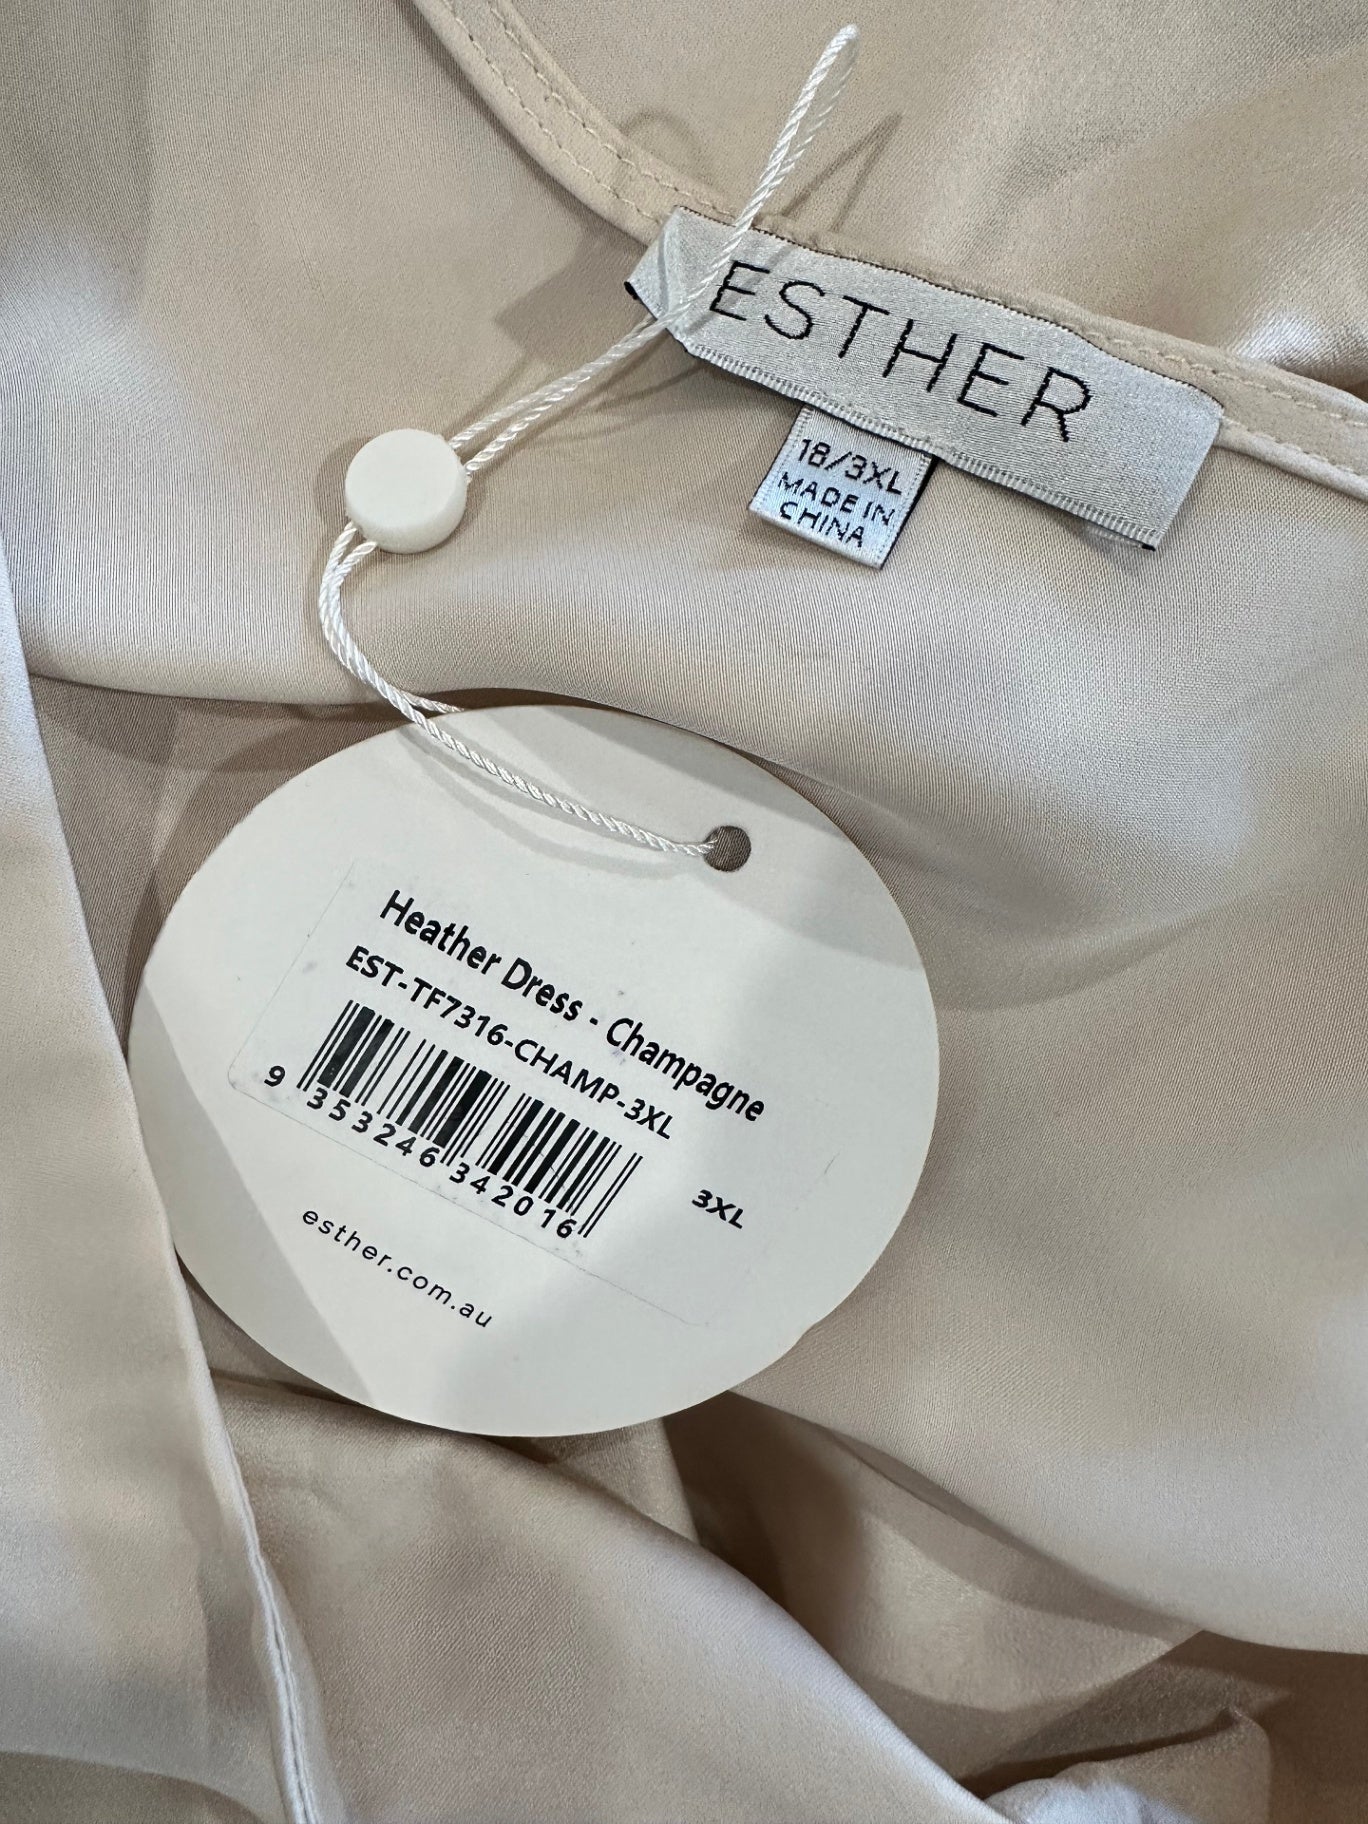 ESTHER
18/3XL
MADE IN
CHINA
Heather Dress - Champagne
EST-TF7316-CHAMP-3XL
9 353246 342016
3XL
esther.com.au